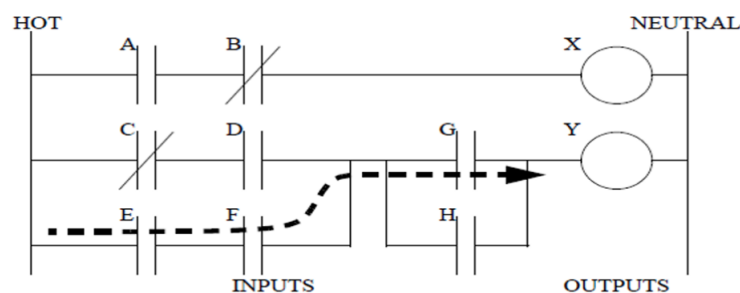 HOT NEUTRAL
A B X
C D G Y
E F H
INPUTS OUTPUTS